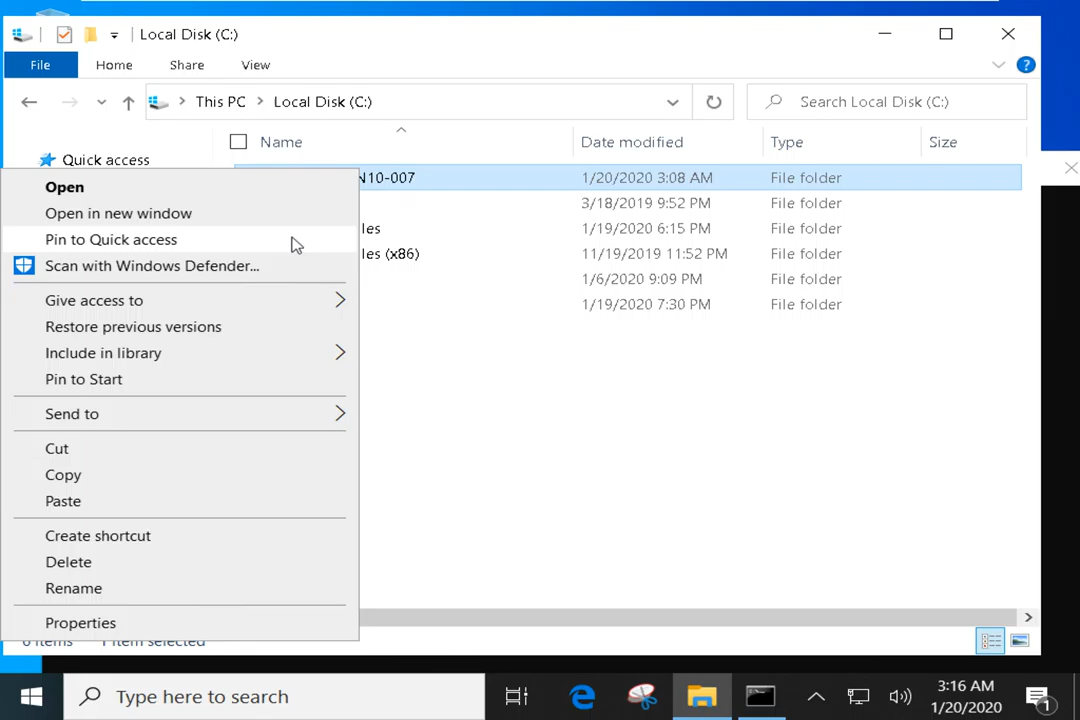 Local Disk (C:)
File Home Share View
This PC Local Disk (C:) Search Local Disk (C:)
Name Date modified Type Size
Quick access
10-007 1/20/2020 3:08 AM File folder
3/18/2019 9:52 PM File folder
les 1/19/2020 6:15 PM File folder
les (x86) 11/19/2019 11:52 PM File folder
1/6/2020 9:09 PM File folder
1/19/2020 7:30 PM File folder
Open
Open in new window
Pin to Quick access
Scan with Windows Defender...
Give access to
Restore previous versions
Include in library
Pin to Start
Send to
Cut
Copy
Paste
Create shortcut
Delete
Rename
Properties
items 1 item selected
Type here to search
3:16 AM
1/20/2020
1